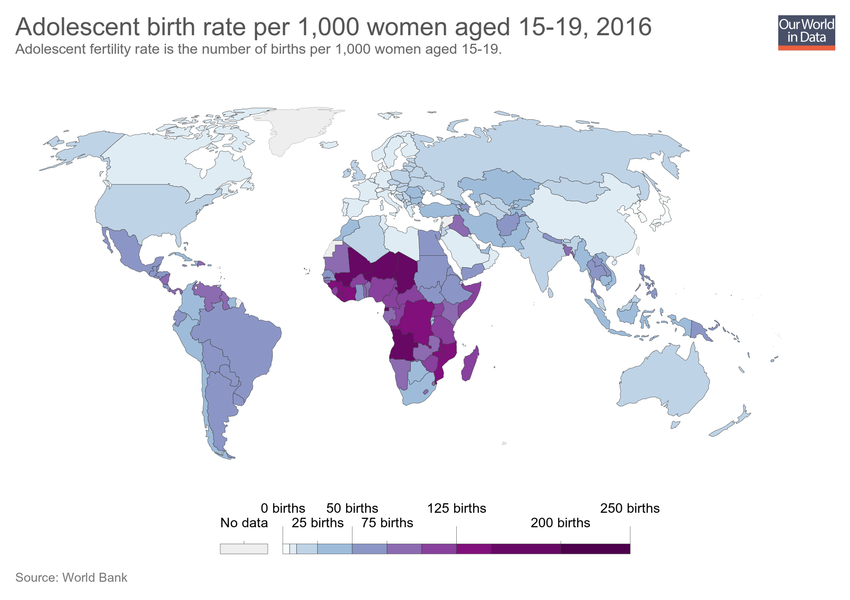 Adolescent birth rate per 1,000 women aged 15-19, 2016
Adolescent fertility rate is the number of births per 1,000 women aged 15-19.
Our World
in Data
0 births 50 births 125 births 250 births
No data 25 births 75 births 200 births
Source: World Bank